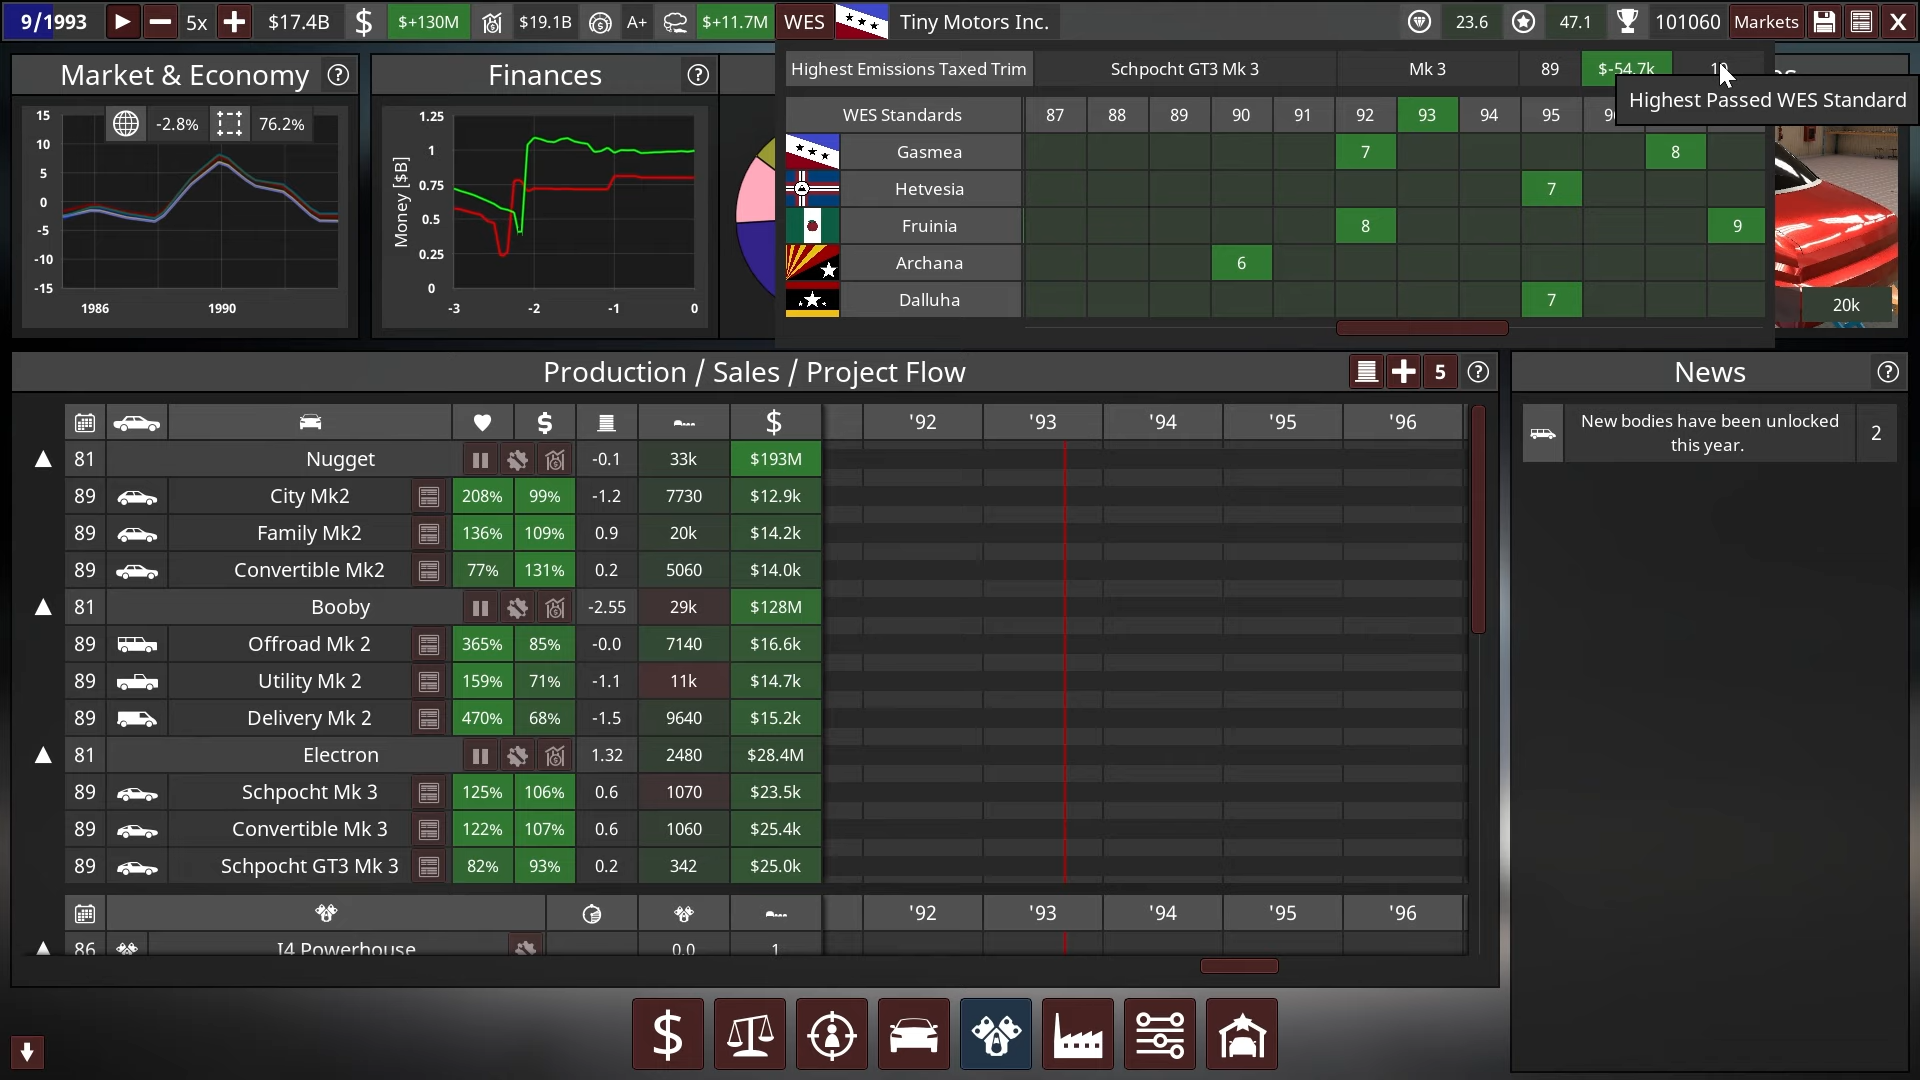 9/1993 5x $17.4B $ $+130M $19.1B A+ $+11.7M WES Tiny Motors Inc. 23.6 47.1 101060 Markets X
Market & Economy ?
Finances ?
Highest Emissions Taxed Trim Schpocht GT3 Mk 3 Mk 3 89 $-54.7k
Highest Passed WES Standard
15 -2.8% 76.2%
10
5
0
-5
-10
-15
1986 1990
Money [$B]
1.25
1
0.75
0.5
0.25
0
-3 -2 -1 0
WES Standards 87 88 89 90 91 92 93 94 95
Gasmea 7 8
Hetvesia 7
Fruinia 8 9
Archana 6
Dalluha 7
20k
Production / Sales / Project Flow 5 ?
News ?
New bodies have been unlocked
this year.
2
$ $ '92 '93 '94 '95 '96
81 Nugget -0.1 33k $193M
89 City Mk2 208% 99% -1.2 7730 $12.9k
89 Family Mk2 136% 109% 0.9 20k $14.2k
89 Convertible Mk2 77% 131% 0.2 5060 $14.0k
81 Booby -2.55 29k $128M
89 Offroad Mk 2 365% 85% -0.0 7140 $16.6k
89 Utility Mk 2 159% 71% -1.1 11k $14.7k
89 Delivery Mk 2 470% 68% -1.5 9640 $15.2k
81 Electron 1.32 2480 $28.4M
89 Schpocht Mk 3 125% 106% 0.6 1070 $23.5k
89 Convertible Mk 3 122% 107% 0.6 1060 $25.4k
89 Schpocht GT3 Mk 3 82% 93% 0.2 342 $25.0k
'92 '93 '94 '95 '96
86 I4 Powerhouse 0.0 1
$